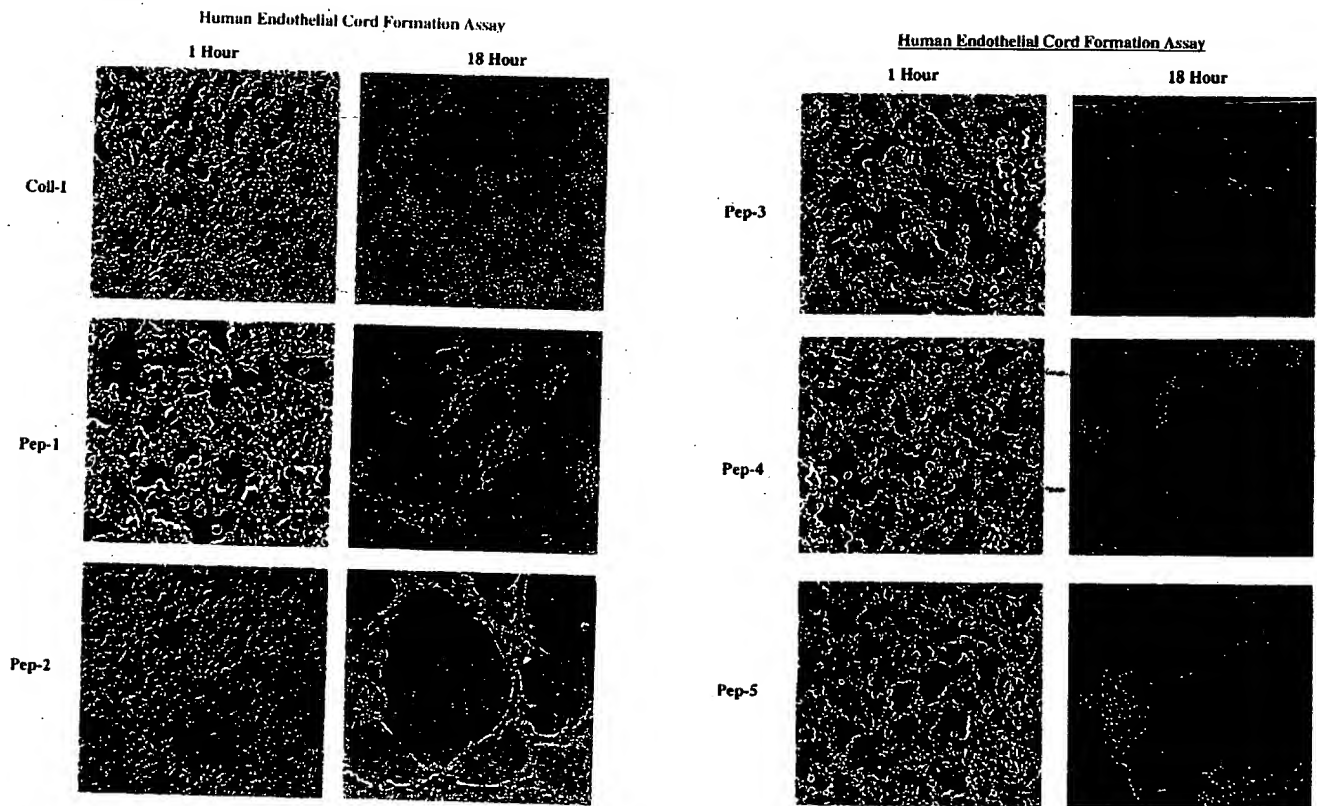 Human Endothelial Cord Formation Assay
1 Hour 18 Hour
Coll-I
Pep-1
Pep-2
Human Endothelial Cord Formation Assay
1 Hour 18 Hour
Pep-3
Pep-4
Pep-5